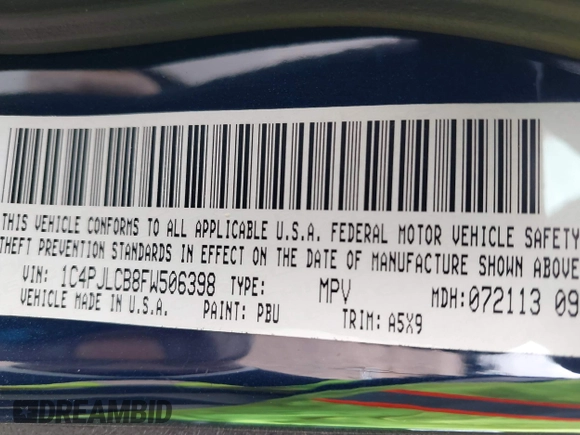 THIS VEHICLE CONFORMS TO ALL APPLICABLE U.S.A. FEDERAL MOTOR VEHICLE SAFETY
THEFT PREVENTION STANDARDS IN EFFECT ON THE DATE OF MANUFACTURE SHOWN ABOVE
VIN: 1C4PJLCB8FW506398 TYPE: MPV MDH:072113 09
VEHICLE MADE IN U.S.A. PAINT: PBU TRIM: A5X9
DREAMBID